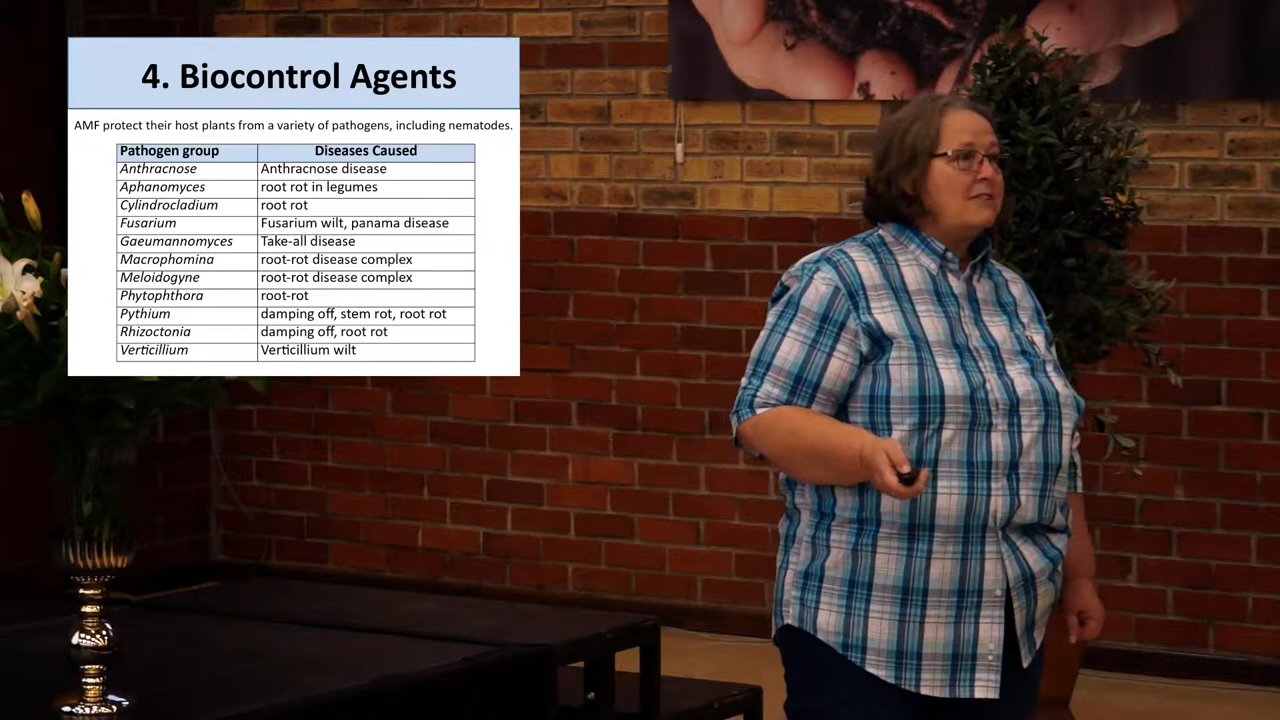 4. Biocontrol Agents
AMF protect their host plants from a variety of pathogens, including nematodes.
Pathogen group Diseases Caused
Anthracnose Anthracnose disease
Aphanomyces root rot in legumes
Cylindrocladium root rot
Fusarium Fusarium wilt, panama disease
Gaeumannomyces Take-all disease
Macrophomina root-rot disease complex
Meloidogyne root-rot disease complex
Phytophthora root-rot
Pythium damping off, stem rot, root rot
Rhizoctonia damping off, root rot
Verticillium Verticillium wilt